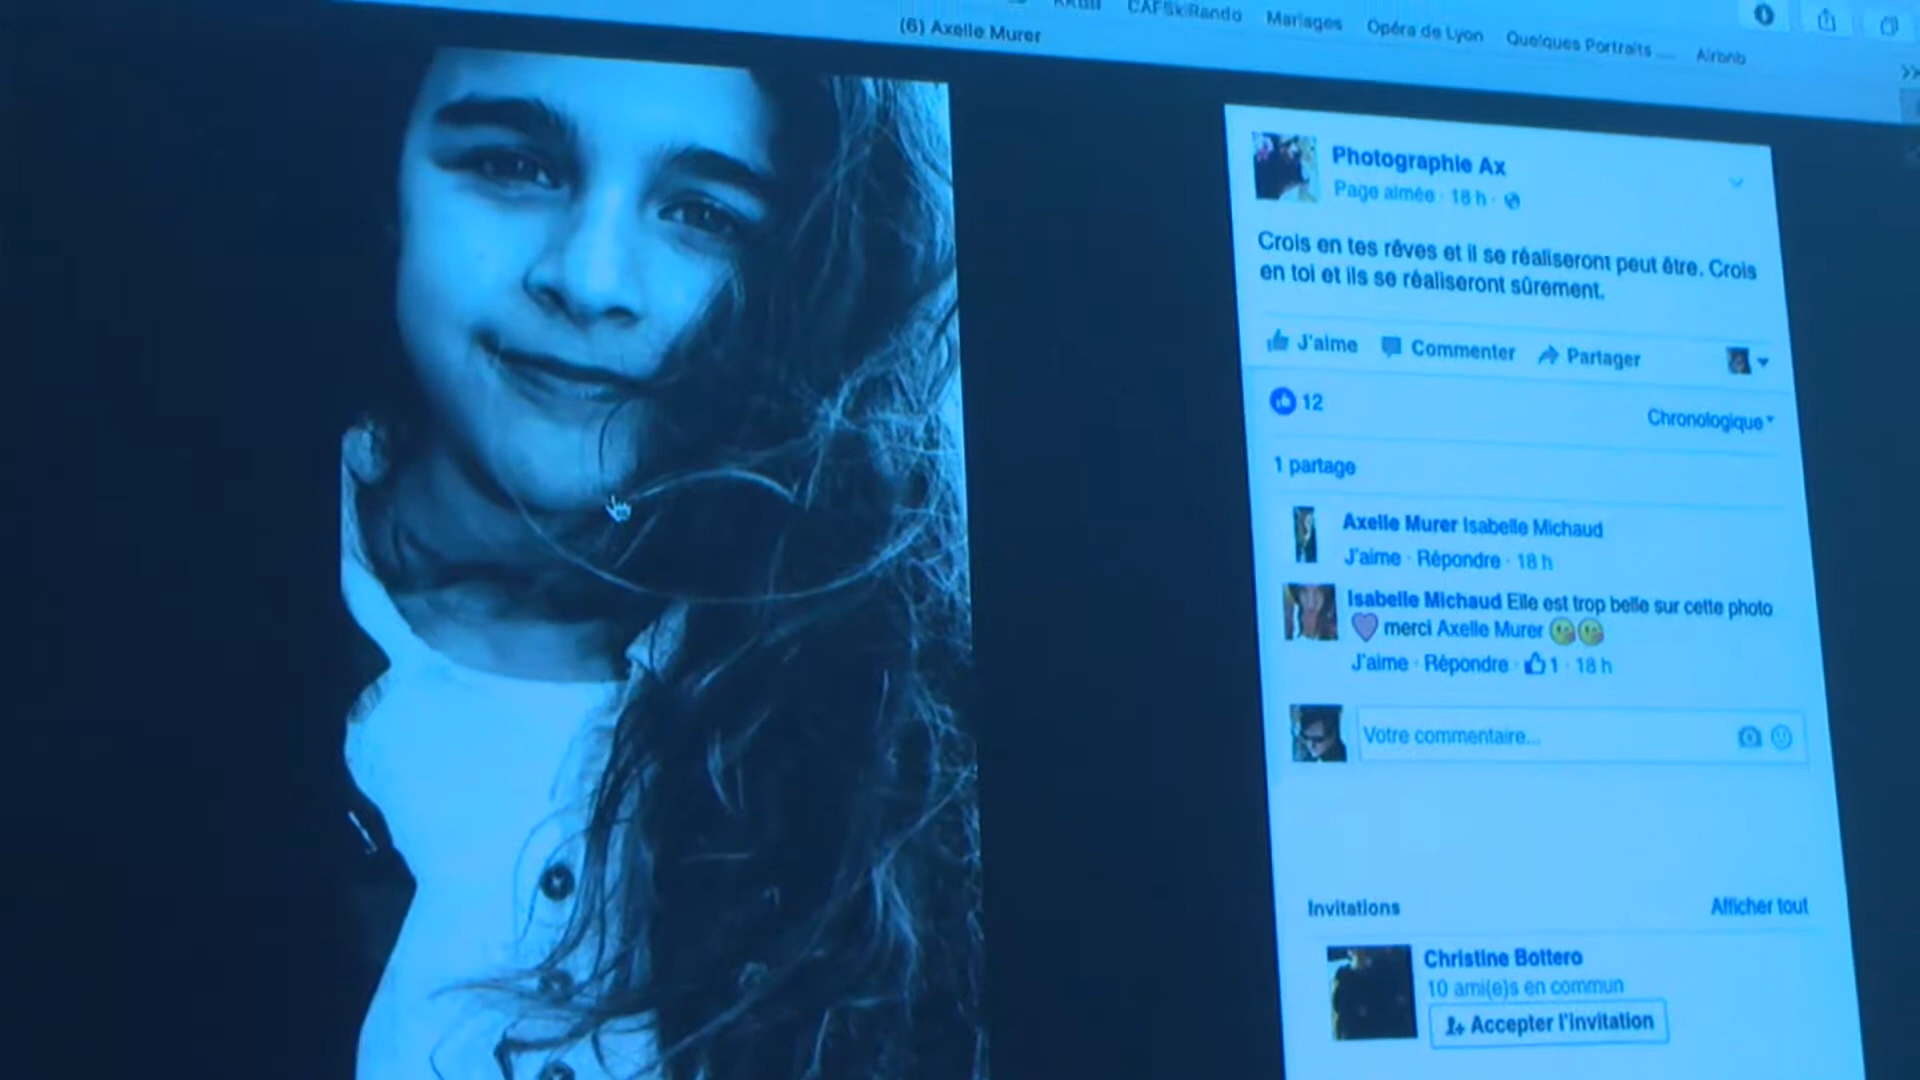 CAFSkiRando Mariages Opéra de Lyon Quelques Portraits ... Airbnb
(6) Axelle Murer
Photographie Ax
Page aimée · 18 h ·
Crois en tes rêves et il se réaliseront peut être. Crois
en toi et ils se réaliseront sûrement.
J'aime Commenter Partager
12
Chronologique
1 partage
Axelle Murer Isabelle Michaud
J'aime · Répondre · 18 h
Isabelle Michaud Elle est trop belle sur cette photo
merci Axelle Murer
J'aime · Répondre · 1 · 18 h
Votre commentaire...
Invitations Afficher tout
Christine Bottero
10 ami(e)s en commun
Accepter l'invitation